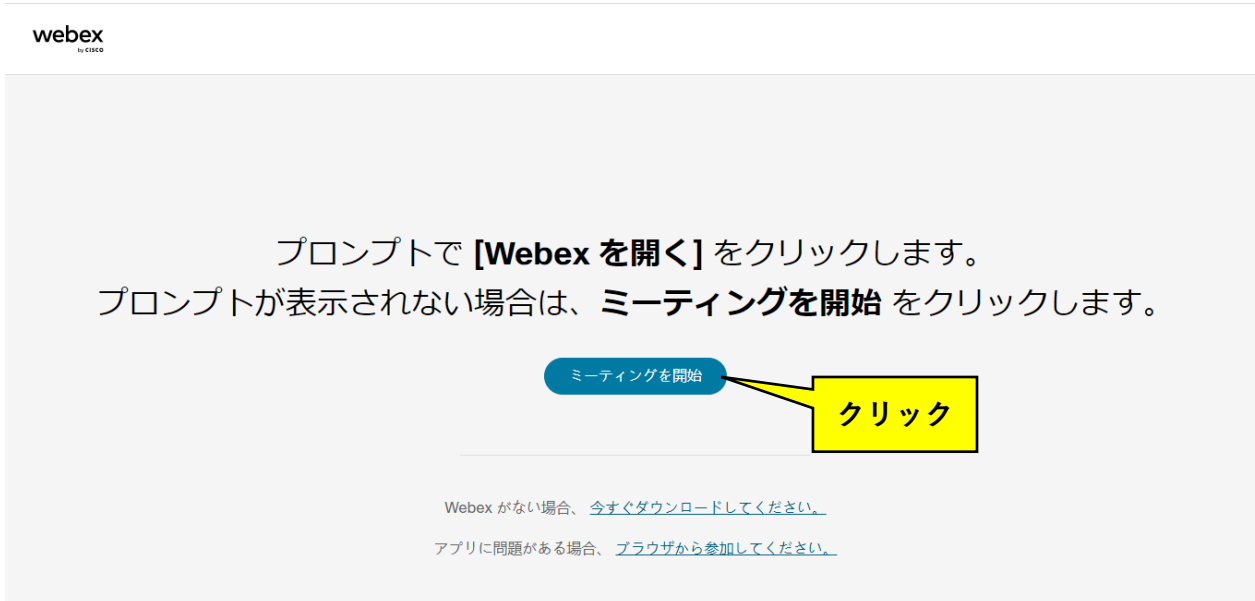 webex
by CISCO
プロンプトで [Webex を開く] をクリックします。
プロンプトが表示されない場合は、ミーティングを開始 をクリックします。
ミーティングを開始
クリック
Webex がない場合、 今すぐダウンロードしてください。
アプリに問題がある場合、 ブラウザから参加してください。